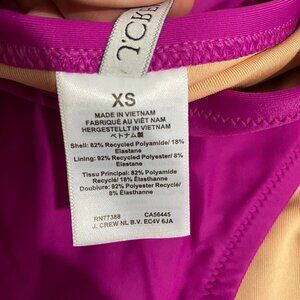 J.CRE
XS
MADE IN VIETNAM
FABRIQUÉ AU VIÊT NAM
HERGESTELLT IN VIETNAM
ベトナム製
Shell: 82% Recycled Polyamide/ 18%
Elastane
Lining: 92% Recycled Polyester/ 8%
Elastane
Tissu Principal: 82% Polyamide
Recyclé/ 18% Élasthanne
Doublure: 92% Polyester Recyclé/
8% Élasthanne
RN77388 CA56445
J. CREW NL B.V. EC4V 6JA